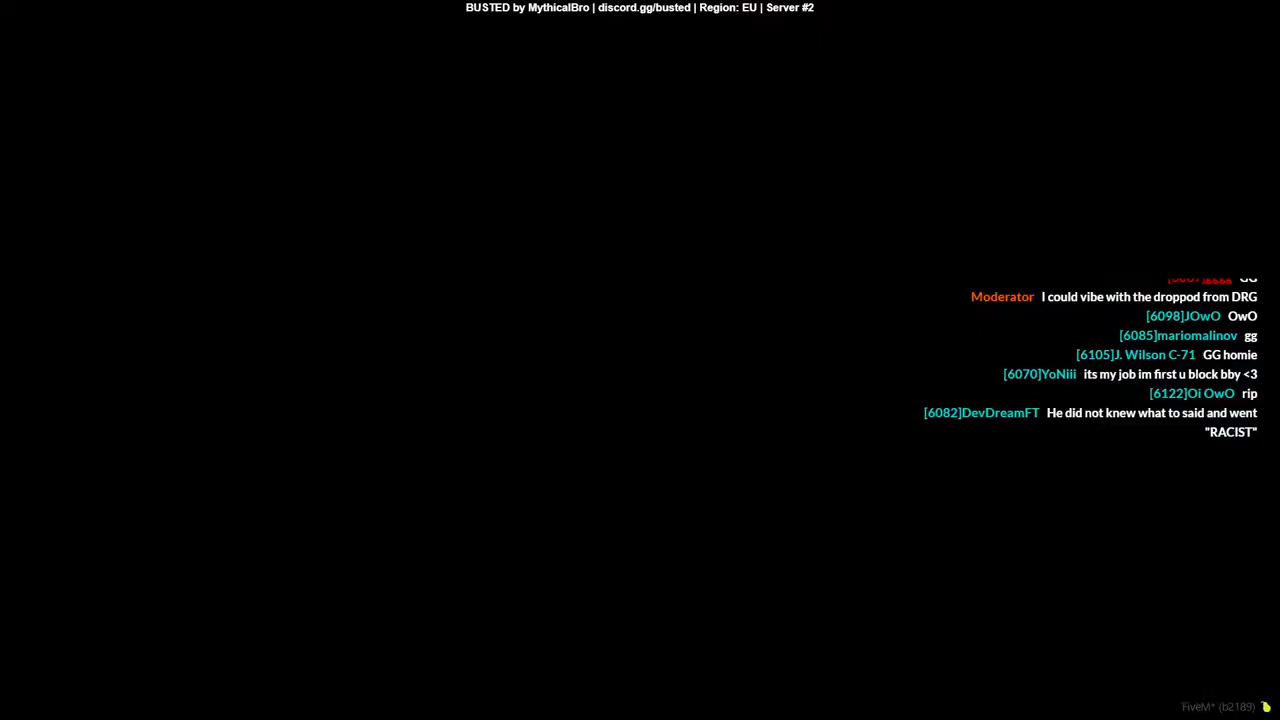 BUSTED by MythicalBro | discord.gg/busted | Region: EU | Server #2
GG
Moderator I could vibe with the droppod from DRG
[6098]JOwO OwO
[6085]mariomalinov gg
[6105]J. Wilson C-71 GG homie
[6070]YoNiii its my job im first u block bby <3
[6122]Oi OwO rip
[6082]DevDreamFT He did not knew what to said and went
"RACIST"
FiveM* (b2189)